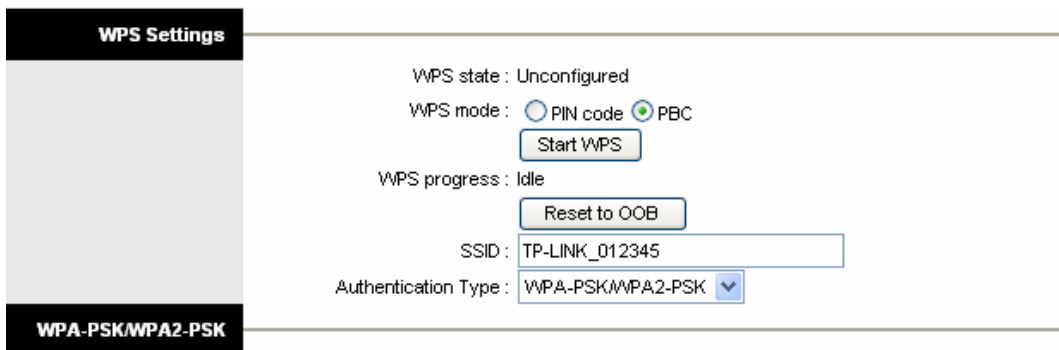 WPS Settings
WPS state : Unconfigured
WPS mode : PIN code PBC
Start WPS
WPS progress : Idle
Reset to OOB
SSID : TP-LINK_012345
Authentication Type : WPA-PSK/WPA2-PSK
WPA-PSK/WPA2-PSK